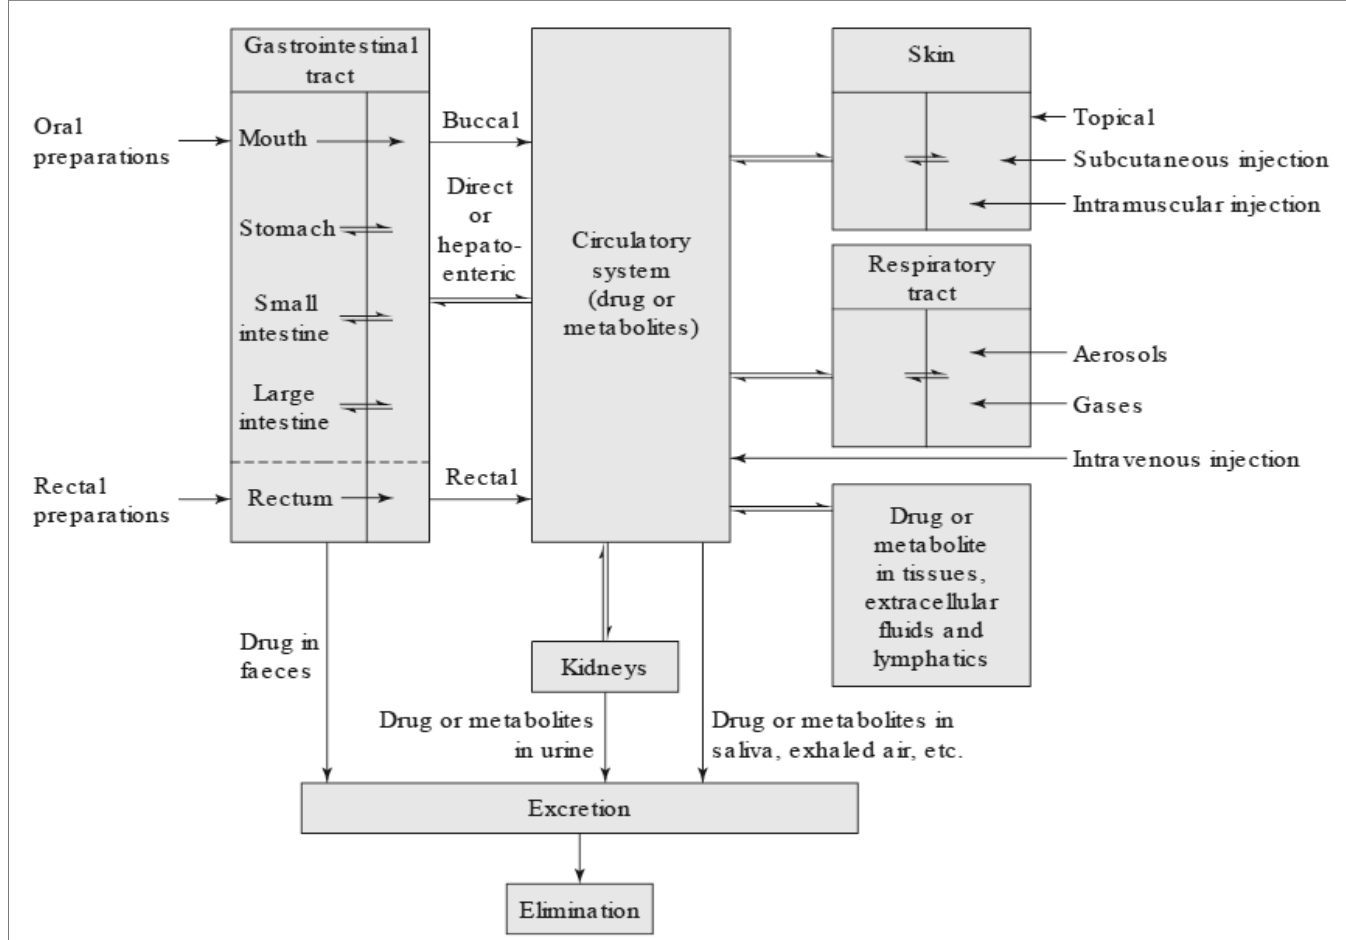 Gastrointestinal
tract
Oral
preparations
Mouth
Stomach
Small
intestine
Large
intestine
Rectal
preparations
Rectum
Buccal
Direct
or
hepato-
enteric
Rectal
Circulatory
system
(drug or
metabolites)
Skin
Topical
Subcutaneous injection
Intramuscular injection
Respiratory
tract
Aerosols
Gases
Intravenous injection
Drug or
metabolite
in tissues,
extracellular
fluids and
lymphatics
Drug in
faeces
Kidneys
Drug or metabolites
in urine
Drug or metabolites in
saliva, exhaled air, etc.
Excretion
Elimination